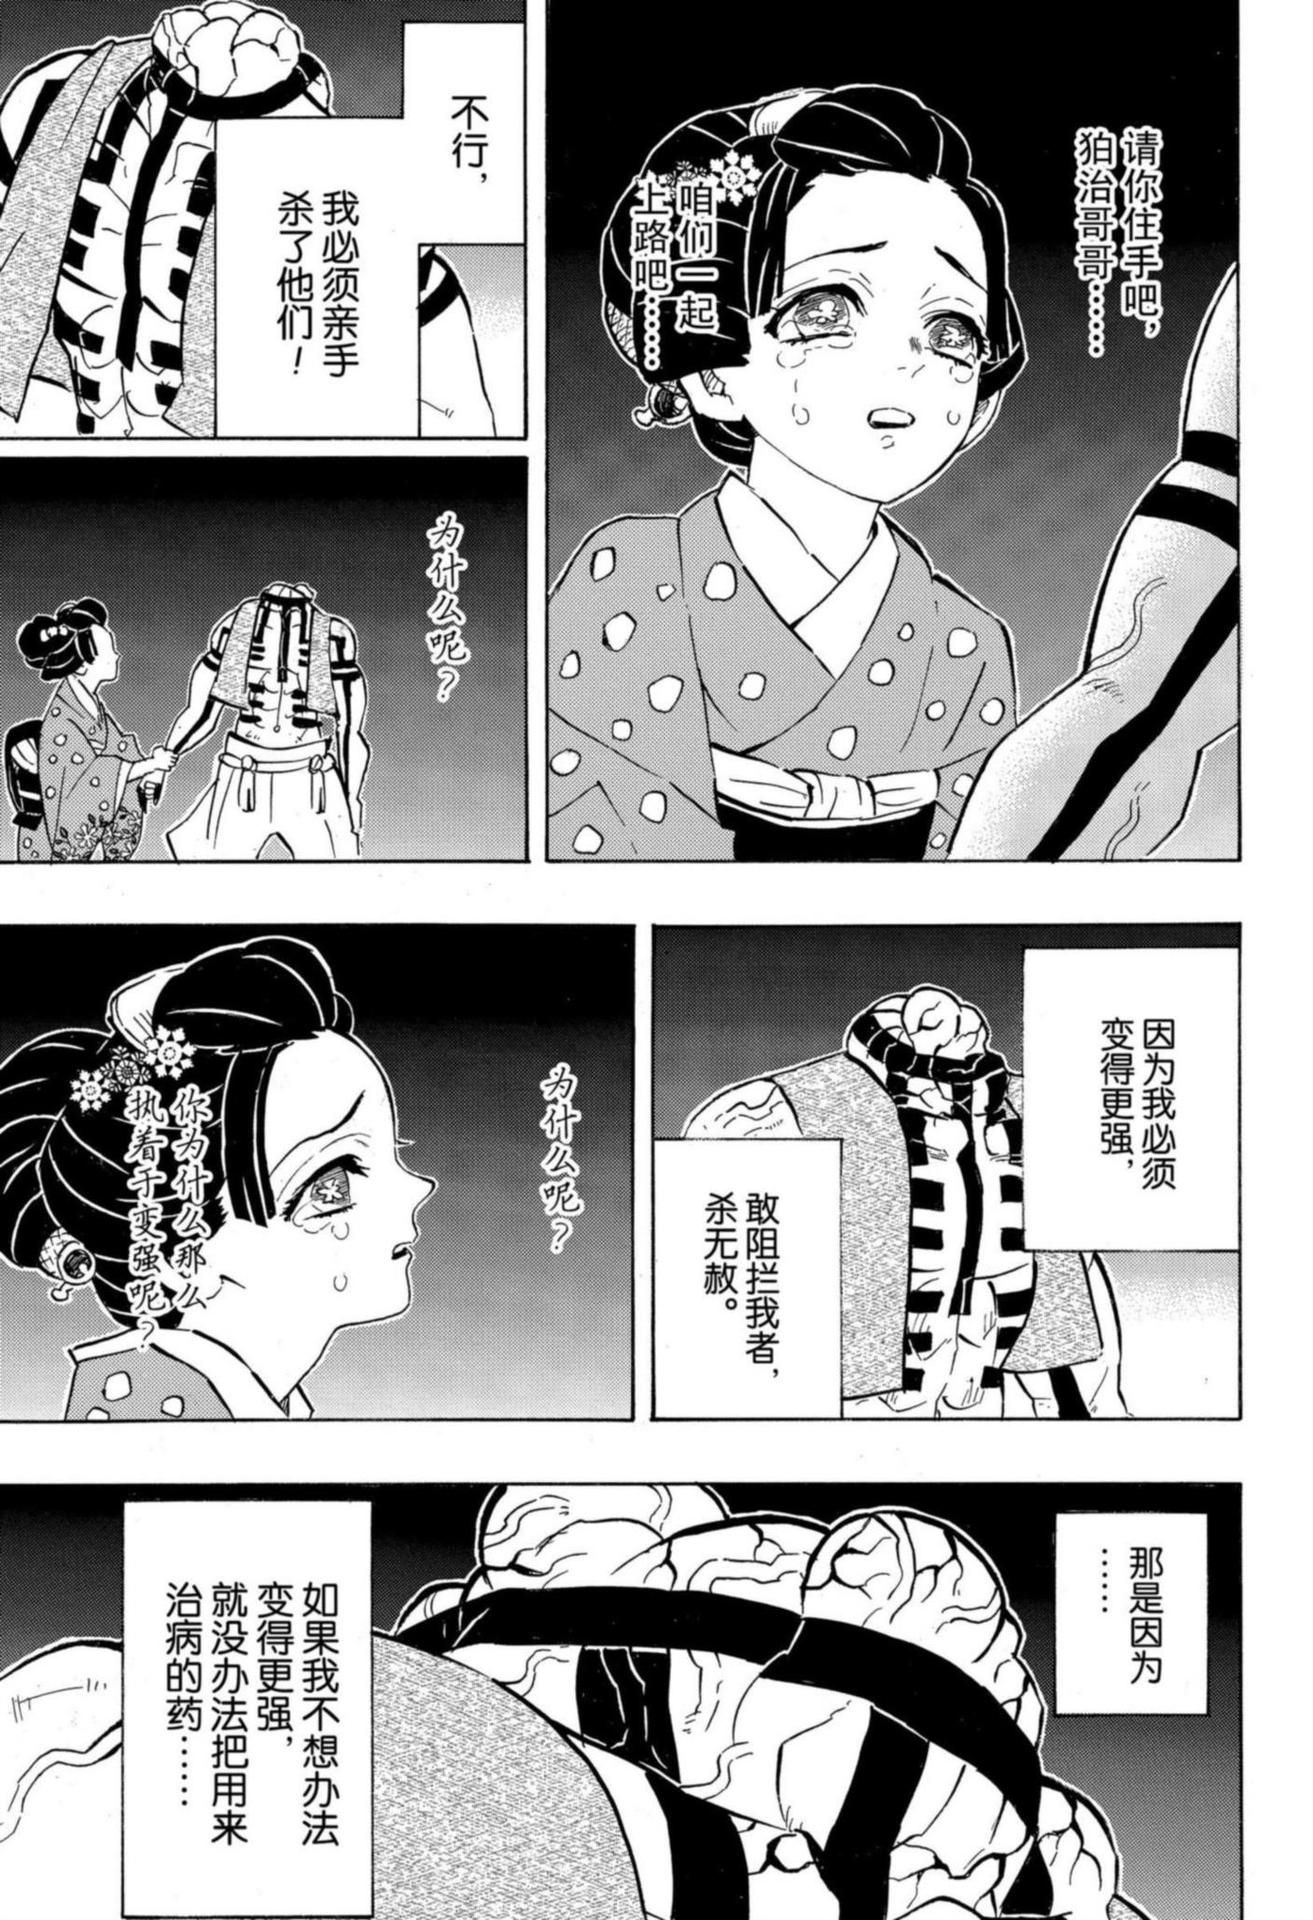 请你住手吧，
狛治哥哥……
咱们一起
上路吧……
不行，
我必须亲手
杀了他们！
为什么呢？
因为我必须
变得更强，
敢阻拦我者，
杀无赦。
为什么呢？
你为什么那么
执着于变强呢？
那是因为
……
如果我不想办法
变得更强，
就没办法把用来
治病的药……